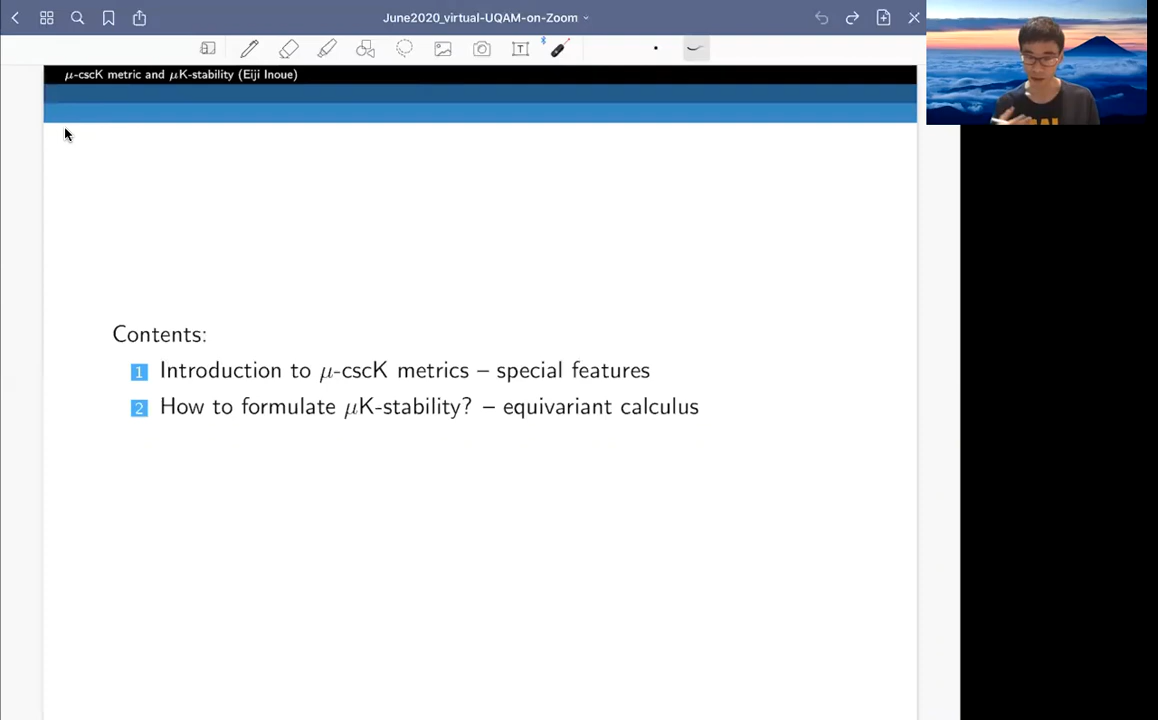 June2020_virtual-UQAM-on-Zoom
μ-cscK metric and μK-stability (Eiji Inoue)
Contents:
1 Introduction to μ-cscK metrics – special features
2 How to formulate μK-stability? – equivariant calculus